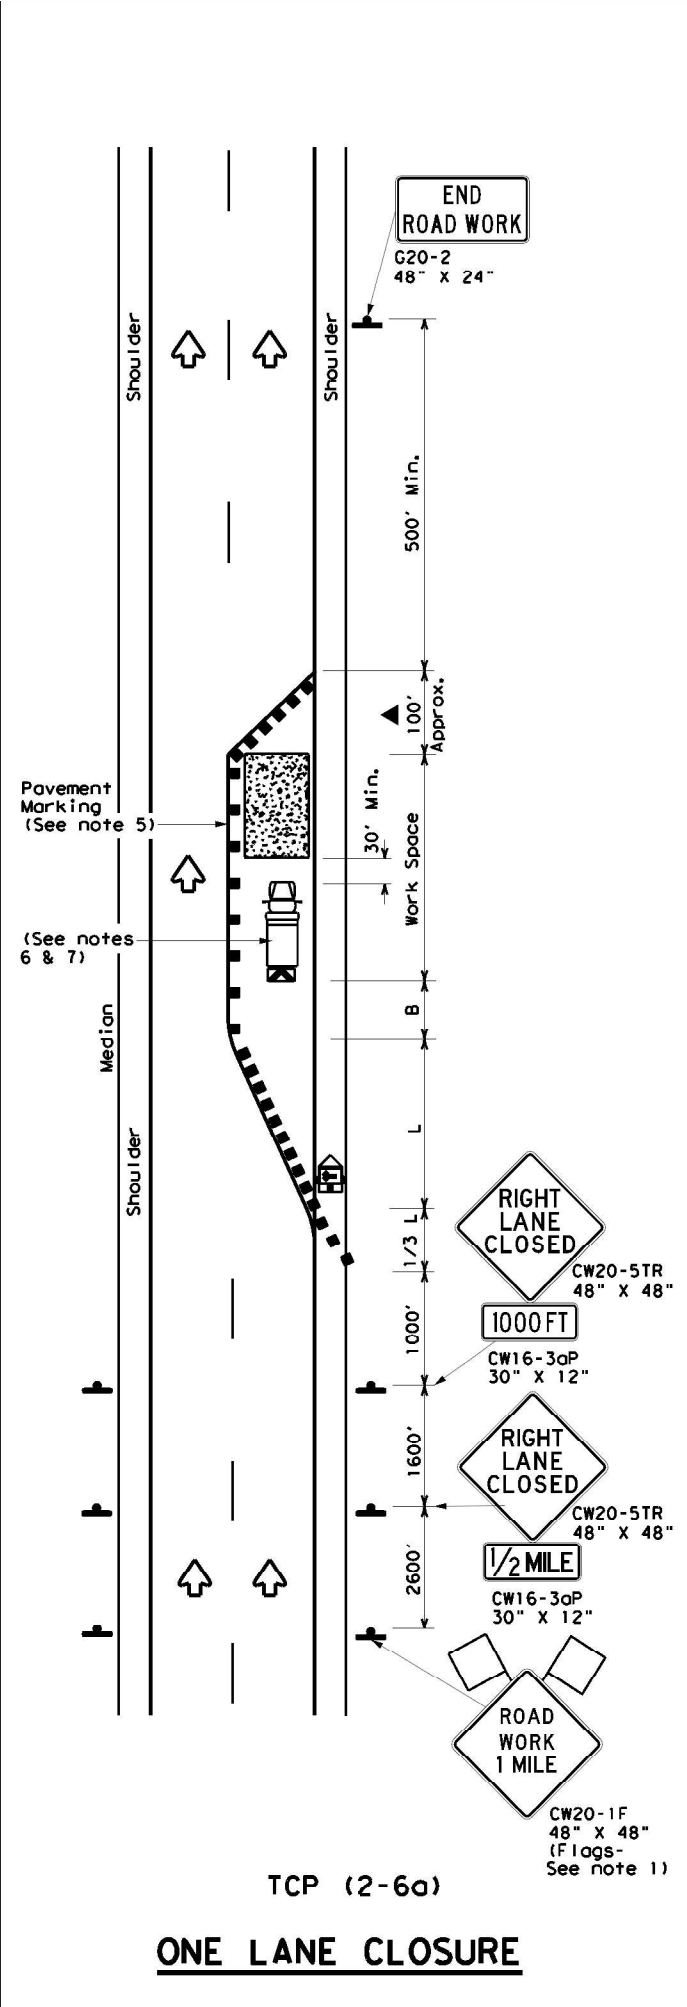 END
ROAD WORK
G20-2
48" X 24"
Shoulder
Shoulder
500' Min.
100'
Approx.
30' Min.
Work Space
Pavement
Marking
(See note 5)
(See notes
6 & 7)
B
Median
Shoulder
L
1/3 L
RIGHT
LANE
CLOSED
CW20-5TR
48" X 48"
1000 FT
CW16-3aP
30" X 12"
1000'
1600'
RIGHT
LANE
CLOSED
CW20-5TR
48" X 48"
1/2 MILE
CW16-3aP
30" X 12"
2600'
ROAD
WORK
1 MILE
CW20-1F
48" X 48"
(Flags-
See note 1)
TCP (2-6a)
ONE LANE CLOSURE